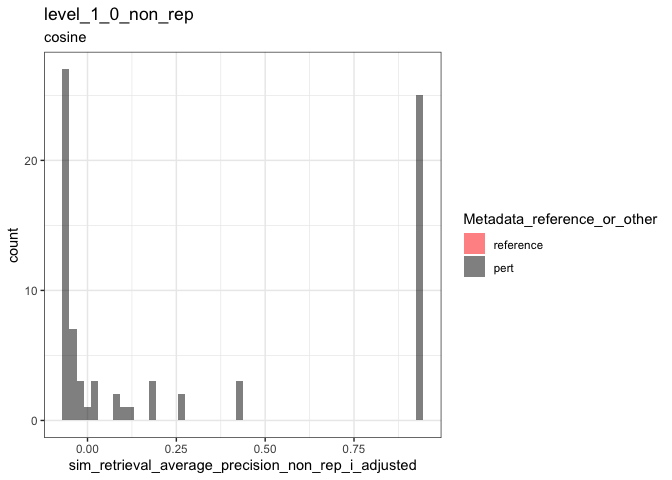 level_1_0_non_rep
cosine
20
10
0
count
0.00 0.25 0.50 0.75
sim_retrieval_average_precision_non_rep_i_adjusted
Metadata_reference_or_other
reference
pert